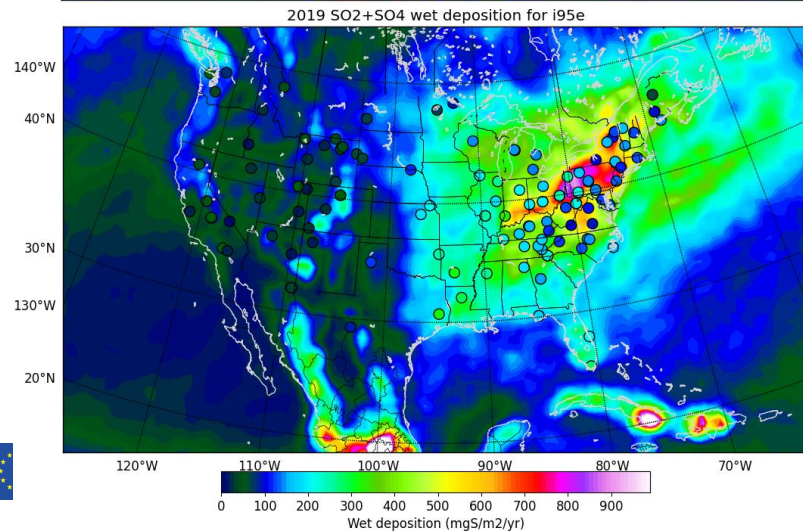 2019 SO2+SO4 wet deposition for i95e
140°W
40°N
30°N
130°W
20°N
120°W 110°W 100°W 90°W 80°W 70°W
0 100 200 300 400 500 600 700 800 900
Wet deposition (mgS/m2/yr)